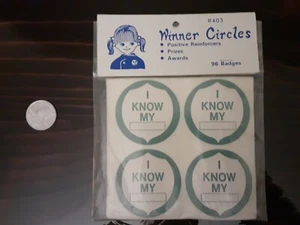 #403
Winner Circles
• Positive Reinforcers
• Prizes
• Awards
96 Badges
I
KNOW
MY
I
KNOW
MY
I
KNOW
MY
I
KNOW
MY